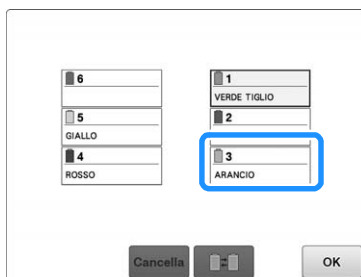 6
5
GIALLO
4
ROSSO
1
VERDE TIGLIO
2
3
ARANCIO
Cancella
OK